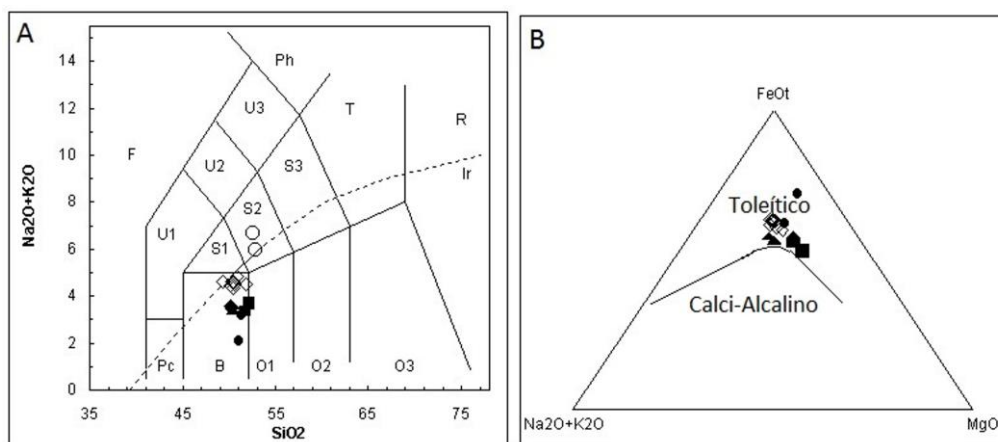 A
Na2O+K2O
14
12
10
8
6
4
2
0
Ph
U3
T
R
F
Ir
U2
S3
S2
U1
S1
Pc
B
O1
O2
O3
35
45
55
65
75
SiO2
B
FeOt
Toleítico
Calci-Alcalino
Na2O+K2O
MgO